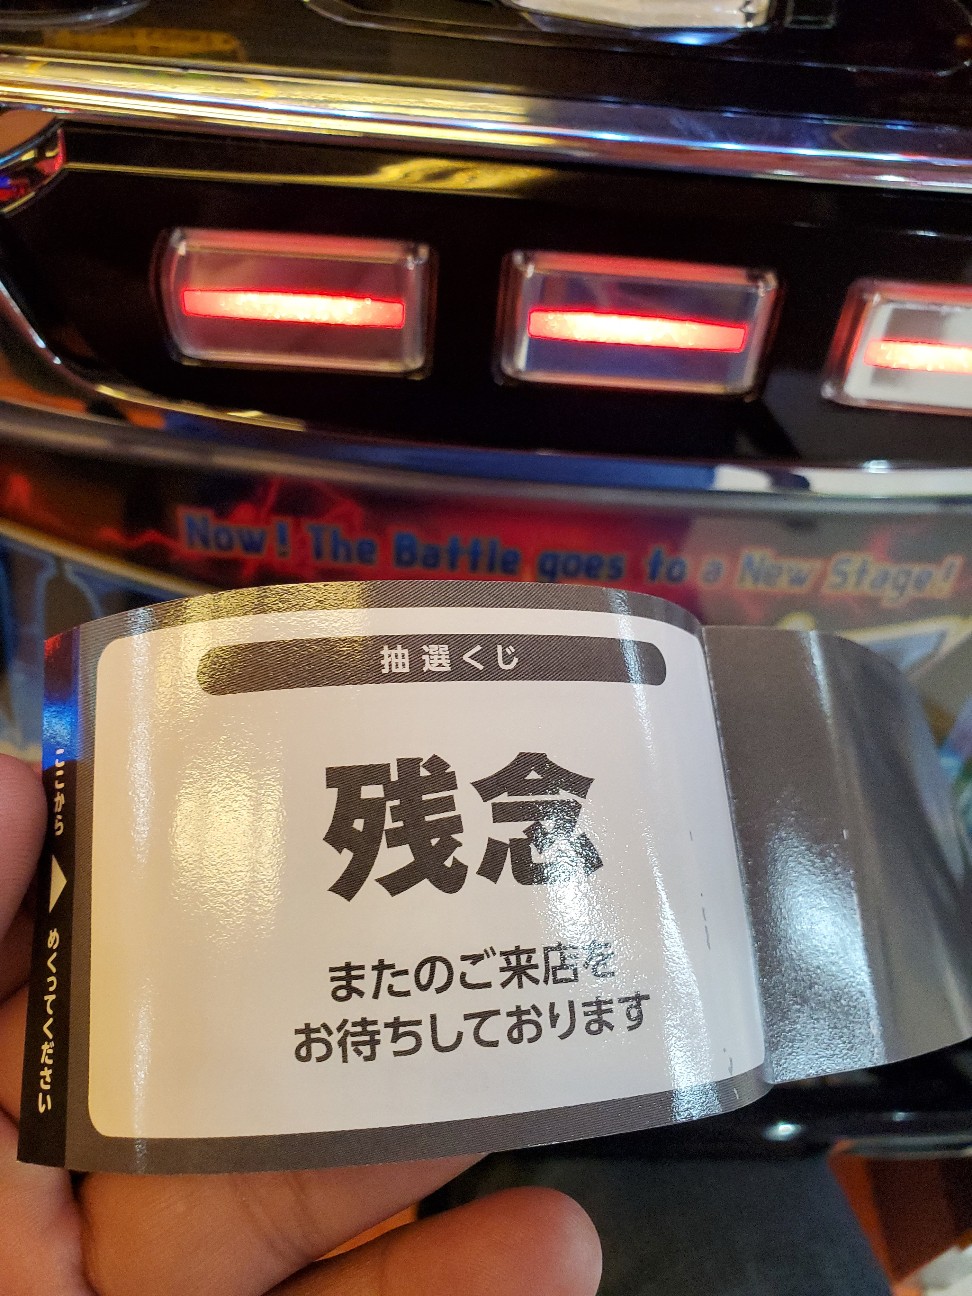 Now! The Battle goes to a New Stage!
抽選くじ
残念
またのご来店を
お待ちしております
ここから
めくってください